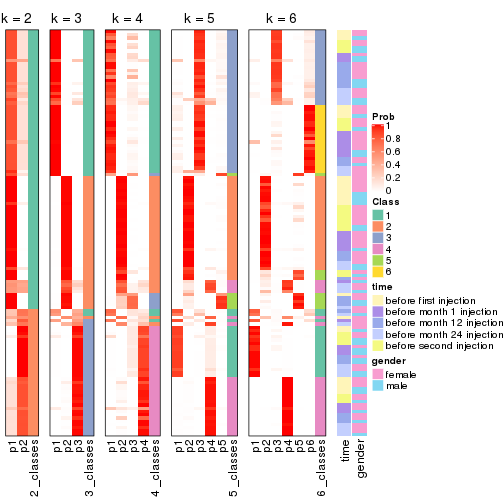 k = 2 k = 3 k = 4 k = 5 k = 6
Prob
1
0.8
0.6
0.4
0.2
0
Class
1
2
3
4
5
6
time
before first injection
before month 1 injection
before month 12 injection
before month 24 injection
before second injection
gender
female
male
p1 p2 2_classes p1 p2 p3 3_classes p1 p2 p3 p4 4_classes p1 p2 p3 p4 p5 5_classes p1 p2 p3 p4 p5 p6 6_classes time gender